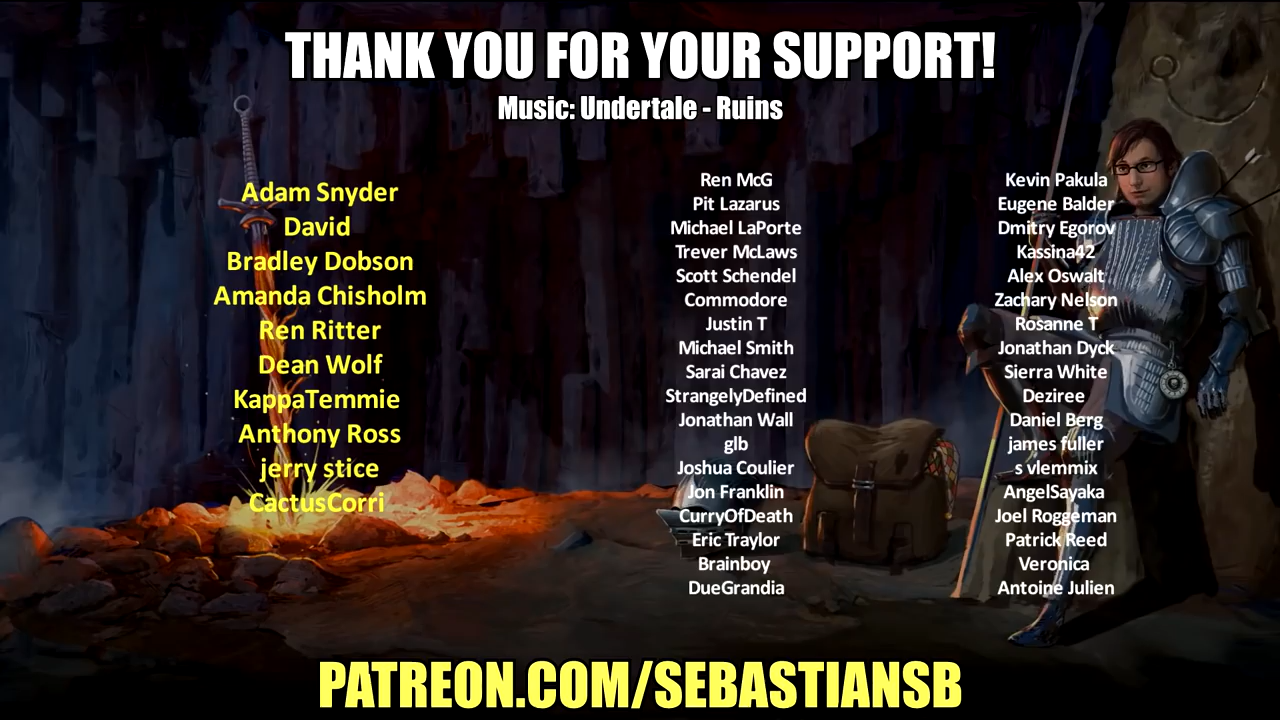 THANK YOU FOR YOUR SUPPORT!
Music: Undertale - Ruins
Adam Snyder
David
Bradley Dobson
Amanda Chisholm
Ren Ritter
Dean Wolf
KappaTemmie
Anthony Ross
jerry stice
CactusCorri
Ren McG
Pit Lazarus
Michael LaPorte
Trever McLaws
Scott Schendel
Commodore
Justin T
Michael Smith
Sarai Chavez
StrangelyDefined
Jonathan Wall
glb
Joshua Coulier
Jon Franklin
CurryOfDeath
Eric Traylor
Brainboy
DueGrandia
Kevin Pakula
Eugene Balder
Dmitry Egorov
Kassina42
Alex Oswalt
Zachary Nelson
Rosanne T
Jonathan Dyck
Sierra White
Deziree
Daniel Berg
james fuller
s vlemmix
AngelSayaka
Joel Roggeman
Patrick Reed
Veronica
Antoine Julien
PATREON.COM/SEBASTIANSB